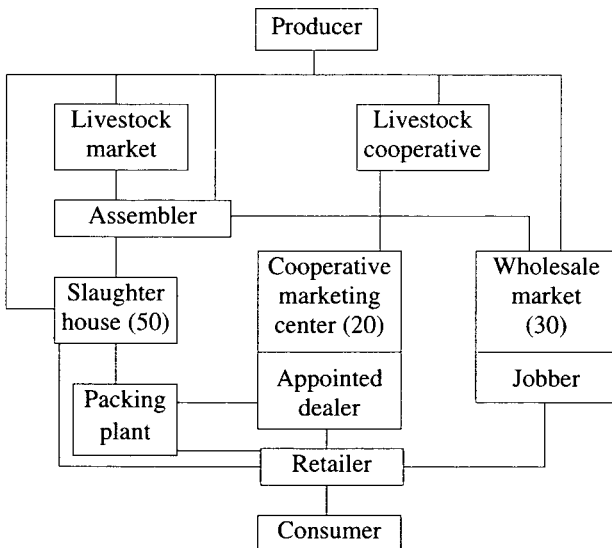 Producer
Livestock
market
Livestock
cooperative
Assembler
Slaughter
house (50)
Cooperative
marketing
center (20)
Wholesale
market
(30)
Packing
plant
Appointed
dealer
Jobber
Retailer
Consumer